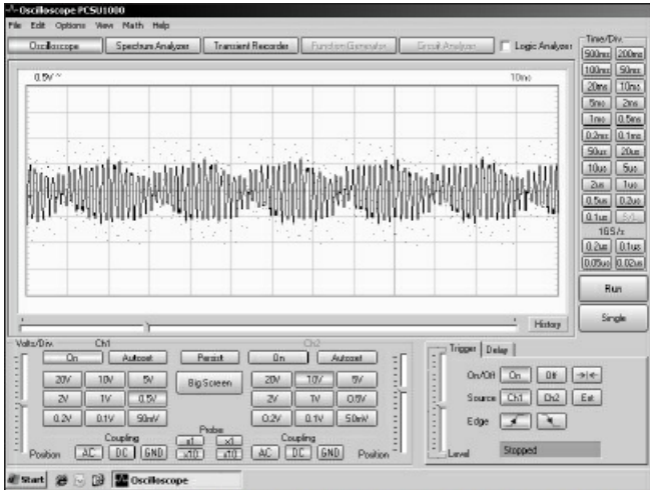 Oscilloscope PCSU1000
File Edit Options View Math Help
Oscilloscope Spectrum Analyzer Transient Recorder Function Generator Circuit Analyzer Logic Analyzer
0.5V ~ 10ms
Time/Div.
500ms 200ms
100ms 50ms
20ms 10ms
5ms 2ms
1ms 0.5ms
0.2ms 0.1ms
50us 20us
10us 5us
2us 1us
0.5us 0.2us
0.1us
1GS/s
0.2us 0.1us
0.05us 0.02us
Run
Single
History
Volts/Div. Ch1
On Autoset
20V 10V 5V
2V 1V 0.5V
0.2V 0.1V 50mV
Coupling
Position AC DC GND
Persist
Big Screen
Probe
x1 x1
x10 x10
Ch2
On Autoset
20V 10V 5V
2V 1V 0.5V
0.2V 0.1V 50mV
Coupling
AC DC GND Position
Trigger Delay
On/Off On Off
Source Ch1 Ch2 Ext
Edge
Level Stopped
Start Oscilloscope